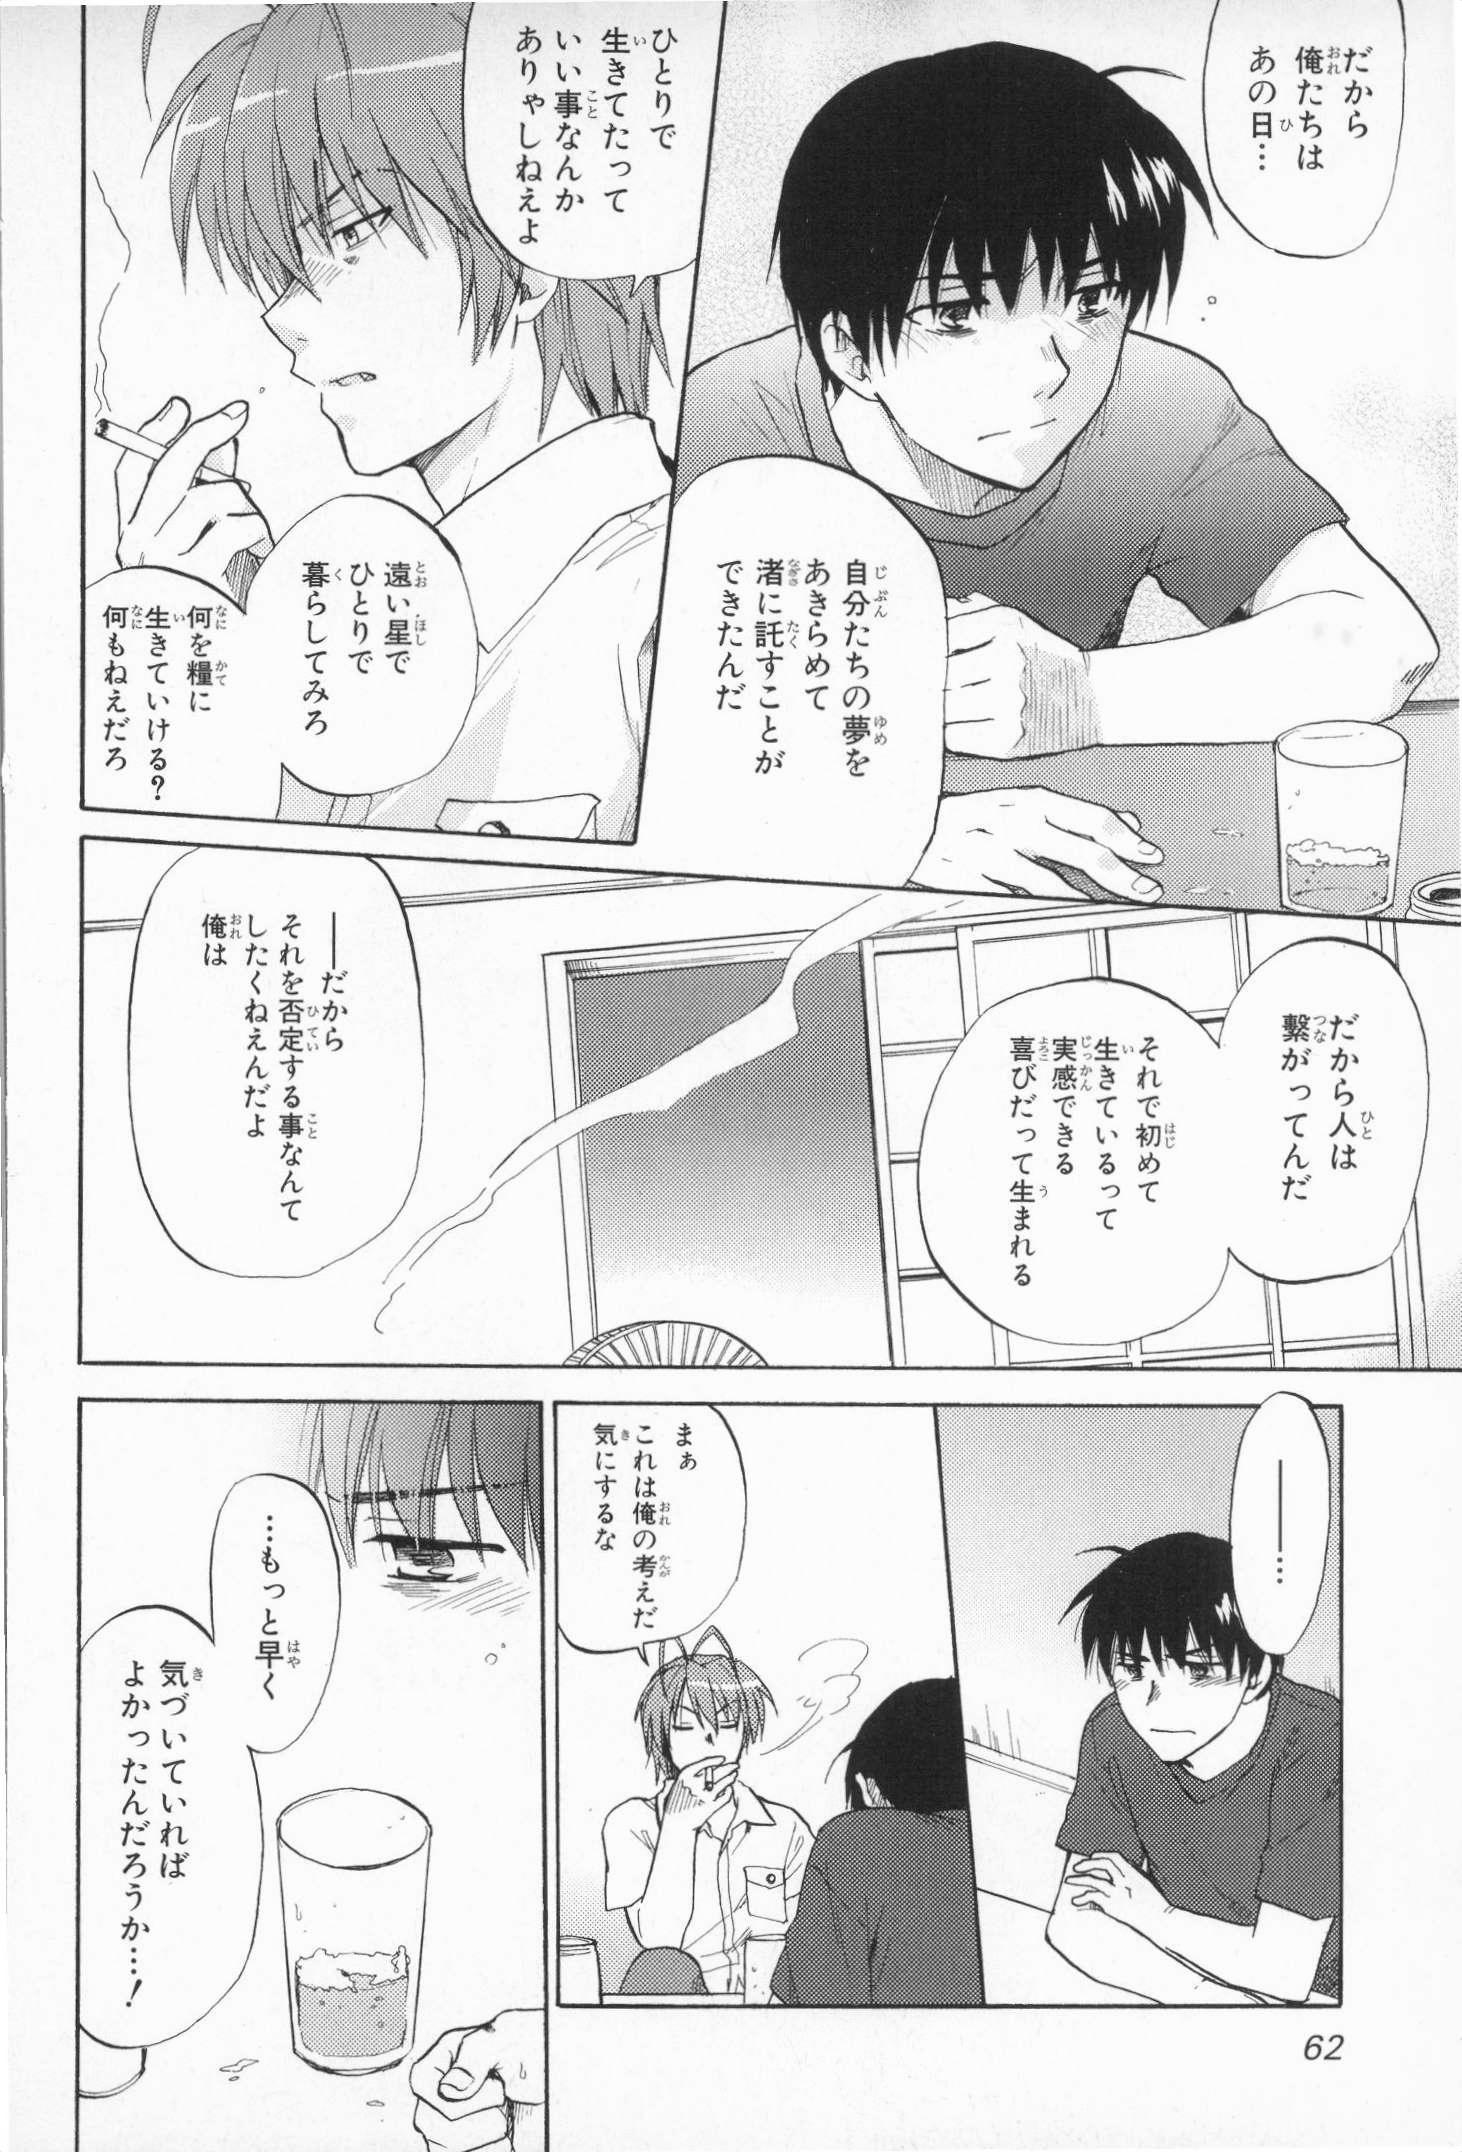 だから
俺たちは
あの日…
自分たちの夢を
あきらめて
渚に託すことが
できたんだ
ひとりで
生きてたって
いい事なんか
ありゃしねえよ
遠い星で
ひとりで
暮らしてみろ
何を糧に
生きていける?
何もねえだろ
だから人は
繫がってんだ
それで初めて
生きているって
実感できる
喜びだって生まれる
──だから
それを否定する事なんて
したくねえんだよ
俺は
──…
まぁ
これは俺の考えだ
気にするな
…もっと早く
気づいていれば
よかったんだろうか…!
62